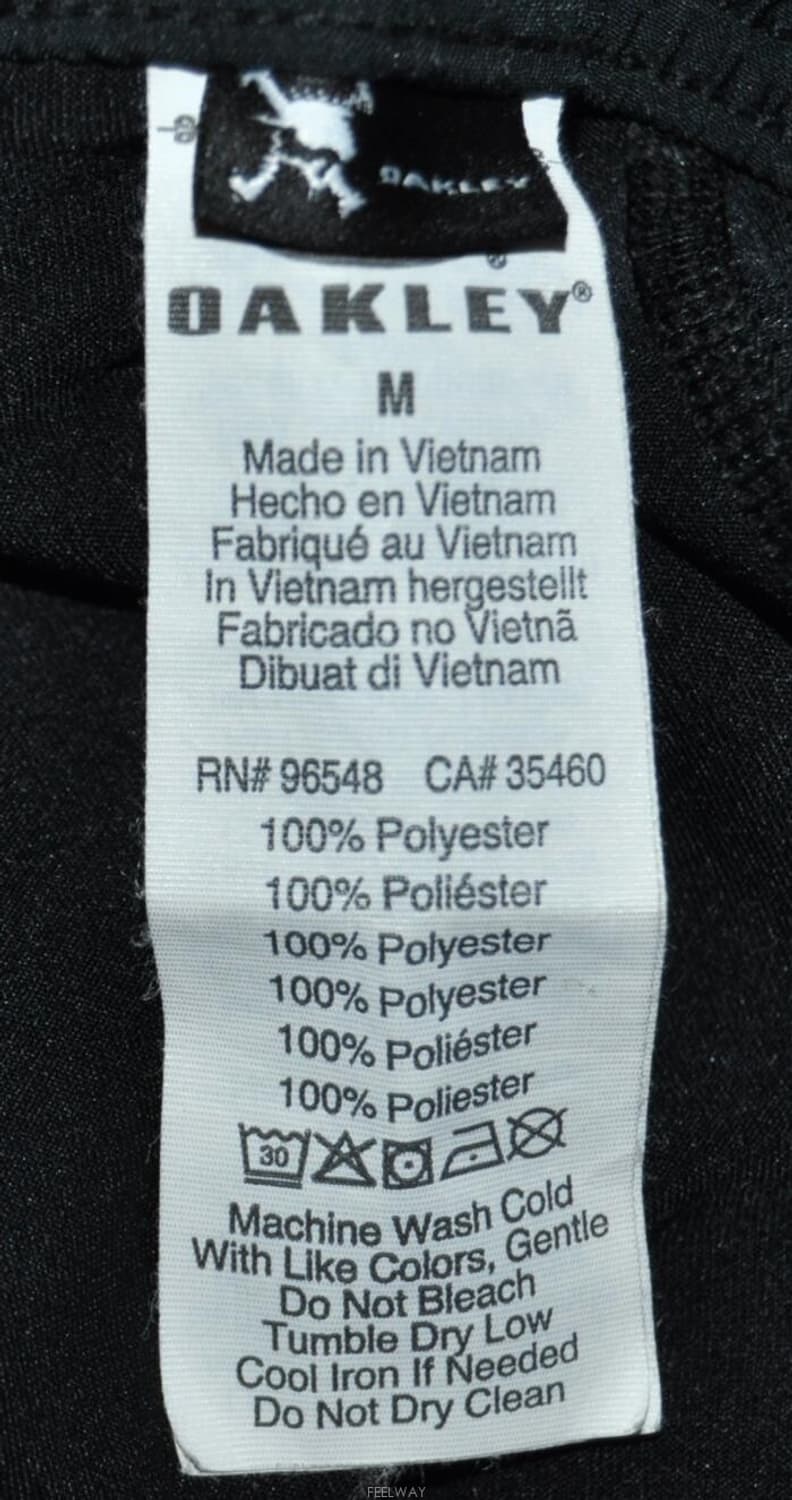 OAKLEY
OAKLEY®
M
Made in Vietnam
Hecho en Vietnam
Fabriqué au Vietnam
In Vietnam hergestellt
Fabricado no Vietnã
Dibuat di Vietnam
RN# 96548 CA# 35460
100% Polyester
100% Poliéster
100% Polyester
100% Polyester
100% Poliéster
100% Poliester
30
Machine Wash Cold
With Like Colors, Gentle
Do Not Bleach
Tumble Dry Low
Cool Iron If Needed
Do Not Dry Clean
FEELWAY